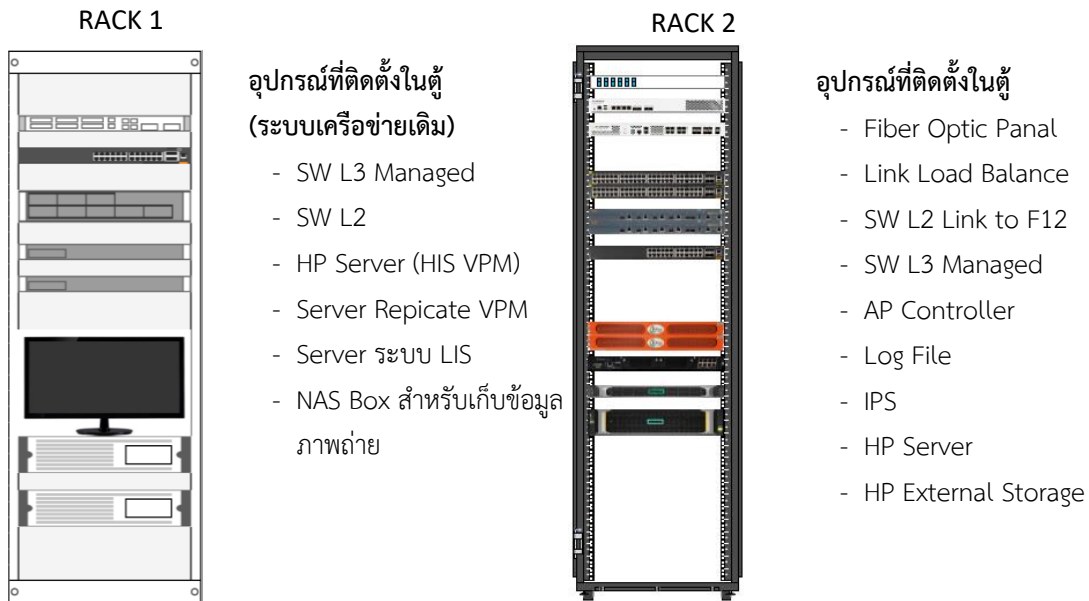 RACK 1
อุปกรณ์ที่ติดตั้งในตู้
(ระบบเครือข่ายเดิม)
- SW L3 Managed
- SW L2
- HP Server (HIS VPM)
- Server Repicate VPM
- Server ระบบ LIS
- NAS Box สำหรับเก็บข้อมูล
ภาพถ่าย
RACK 2
อุปกรณ์ที่ติดตั้งในตู้
- Fiber Optic Panal
- Link Load Balance
- SW L2 Link to F12
- SW L3 Managed
- AP Controller
- Log File
- IPS
- HP Server
- HP External Storage